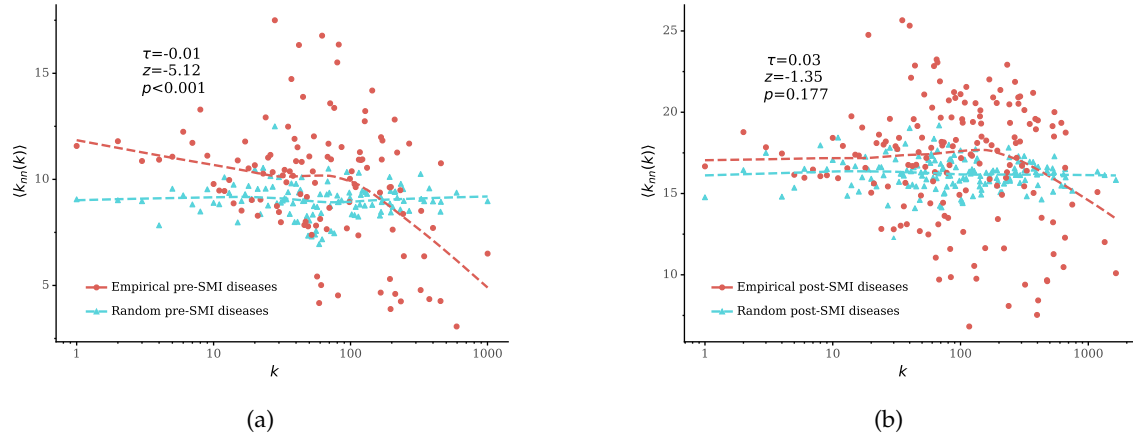 τ=-0.01
z=-5.12
p<0.001
⟨k_nn(k)⟩
15
10
5
Empirical pre-SMI diseases
Random pre-SMI diseases
1
10
100
1000
k
(a)
τ=0.03
z=-1.35
p=0.177
⟨k_nn(k)⟩
25
20
15
10
Empirical post-SMI diseases
Random post-SMI diseases
1
10
100
1000
k
(b)